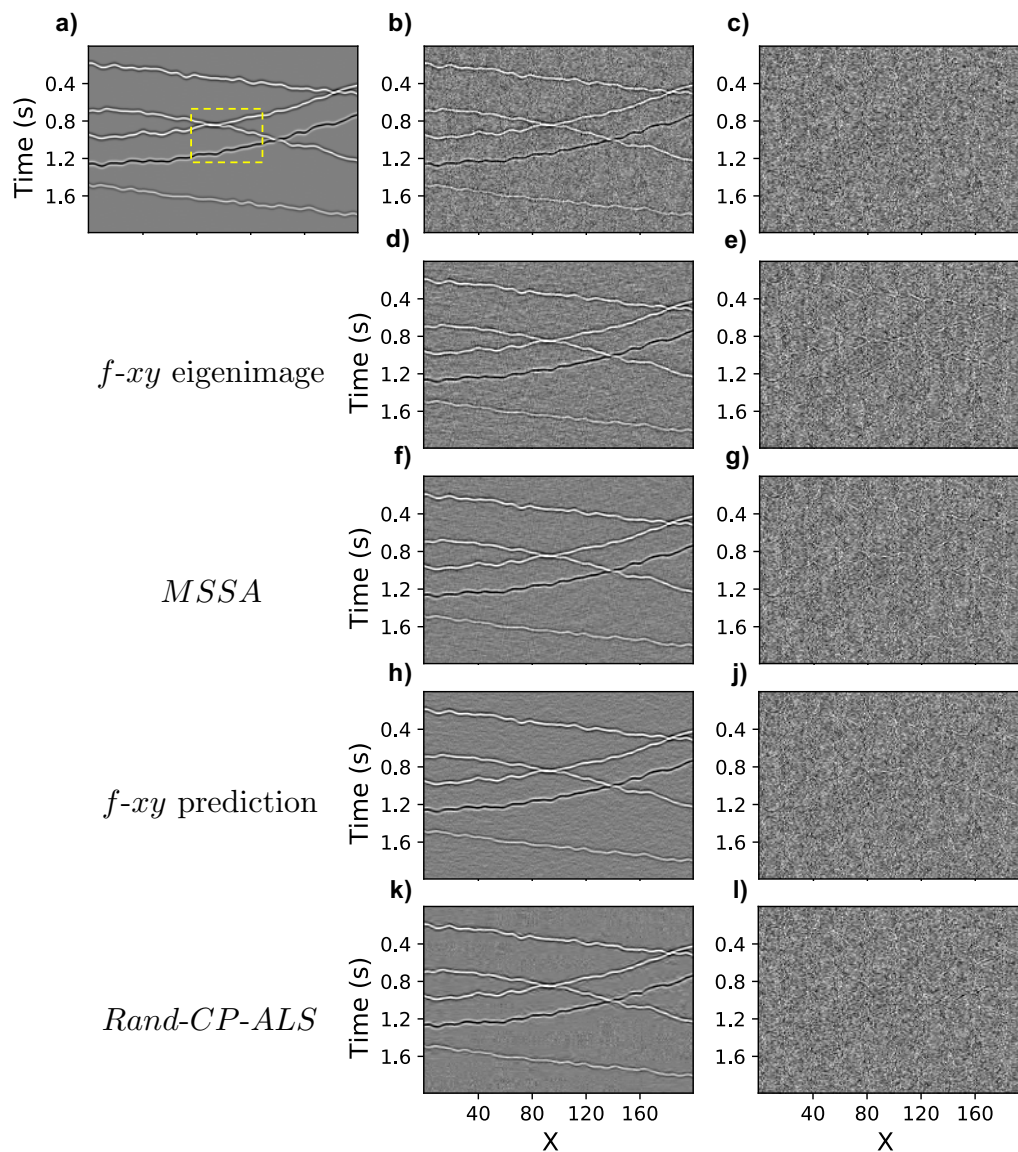 a) b) c)
Time (s) 0.4 0.8 1.2 1.6 0.4 0.8 1.2 1.6 0.4 0.8 1.2 1.6
d) e)
f-xy eigenimage Time (s) 0.4 0.8 1.2 1.6 0.4 0.8 1.2 1.6
f) g)
MSSA Time (s) 0.4 0.8 1.2 1.6 0.4 0.8 1.2 1.6
h) j)
f-xy prediction Time (s) 0.4 0.8 1.2 1.6 0.4 0.8 1.2 1.6
k) l)
Rand-CP-ALS Time (s) 0.4 0.8 1.2 1.6 0.4 0.8 1.2 1.6
40 80 120 160 40 80 120 160
X X